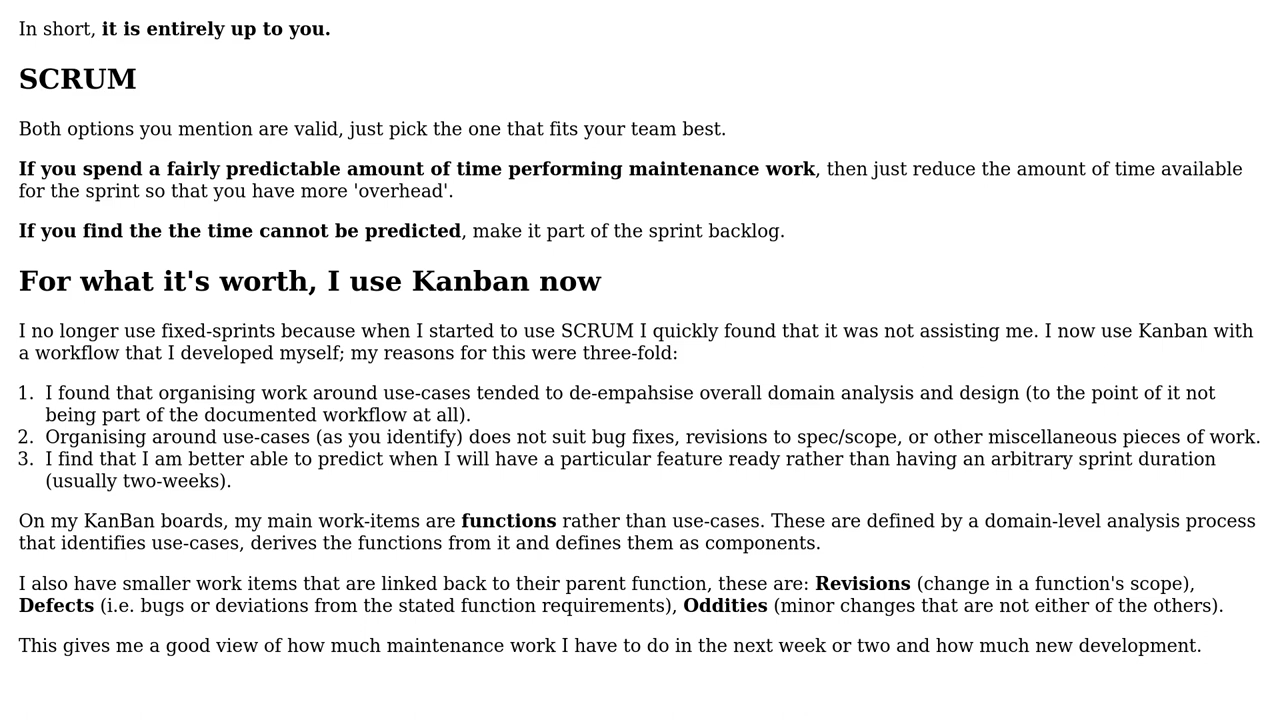 In short, it is entirely up to you.
SCRUM
Both options you mention are valid, just pick the one that fits your team best.
If you spend a fairly predictable amount of time performing maintenance work, then just reduce the amount of time available
for the sprint so that you have more 'overhead'.
If you find the the time cannot be predicted, make it part of the sprint backlog.
For what it's worth, I use Kanban now
I no longer use fixed-sprints because when I started to use SCRUM I quickly found that it was not assisting me. I now use Kanban with
a workflow that I developed myself; my reasons for this were three-fold:
1. I found that organising work around use-cases tended to de-empahsise overall domain analysis and design (to the point of it not
being part of the documented workflow at all).
2. Organising around use-cases (as you identify) does not suit bug fixes, revisions to spec/scope, or other miscellaneous pieces of work.
3. I find that I am better able to predict when I will have a particular feature ready rather than having an arbitrary sprint duration
(usually two-weeks).
On my KanBan boards, my main work-items are functions rather than use-cases. These are defined by a domain-level analysis process
that identifies use-cases, derives the functions from it and defines them as components.
I also have smaller work items that are linked back to their parent function, these are: Revisions (change in a function's scope),
Defects (i.e. bugs or deviations from the stated function requirements), Oddities (minor changes that are not either of the others).
This gives me a good view of how much maintenance work I have to do in the next week or two and how much new development.